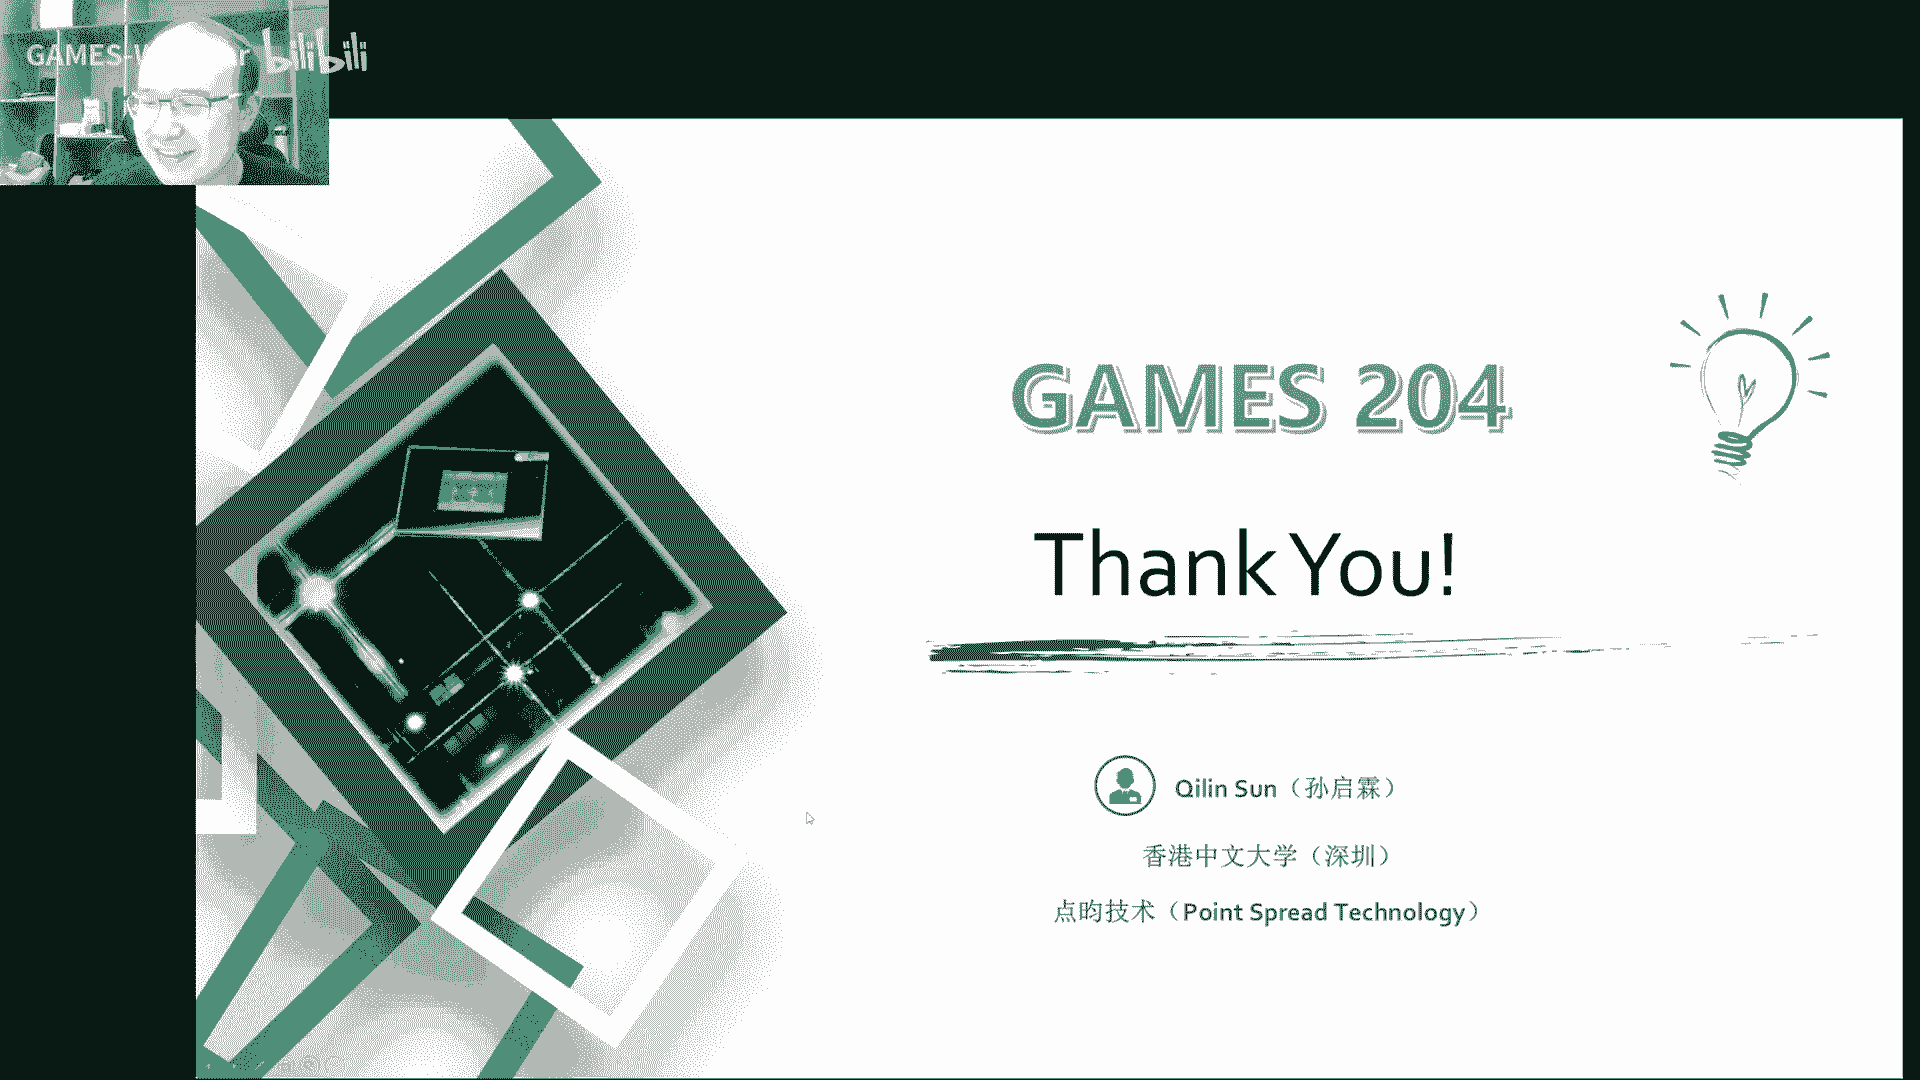 GAMES-W r bilibili
GAMES 204
Thank You!
Qilin Sun（孙启霖）
香港中文大学（深圳）
点昀技术（Point Spread Technology）